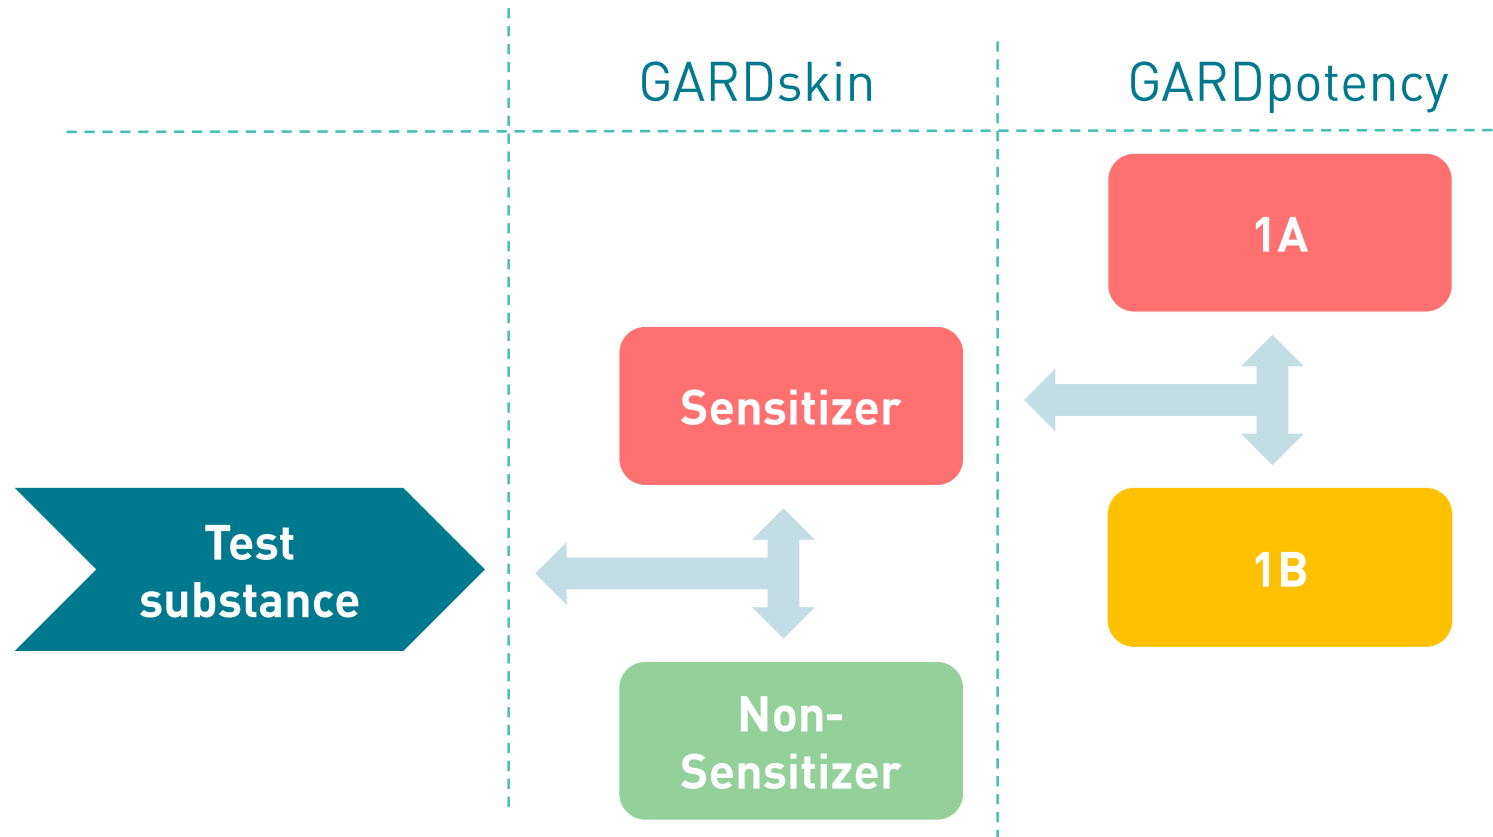 GARDskin
GARDpotency
1A
Sensitizer
Test
substance
1B
Non-
Sensitizer